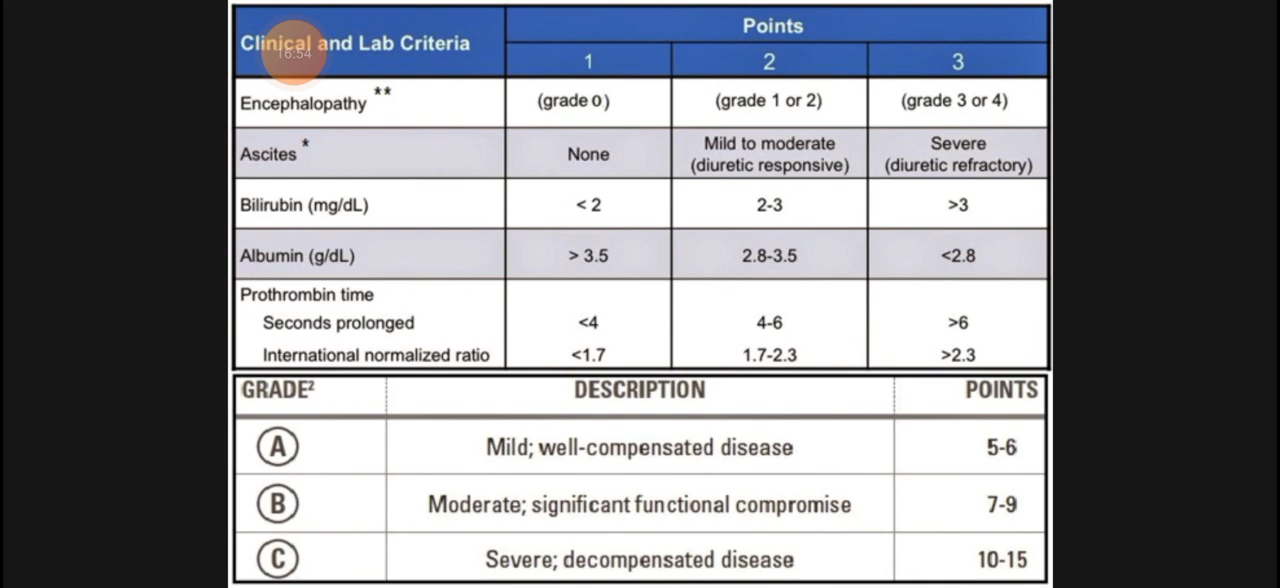 Clinical and Lab Criteria
Points
1 2 3
16:54
Encephalopathy ** (grade 0) (grade 1 or 2) (grade 3 or 4)
Ascites * None Mild to moderate (diuretic responsive) Severe (diuretic refractory)
Bilirubin (mg/dL) < 2 2-3 >3
Albumin (g/dL) > 3.5 2.8-3.5 <2.8
Prothrombin time
Seconds prolonged <4 4-6 >6
International normalized ratio <1.7 1.7-2.3 >2.3
GRADE² DESCRIPTION POINTS
A Mild; well-compensated disease 5-6
B Moderate; significant functional compromise 7-9
C Severe; decompensated disease 10-15